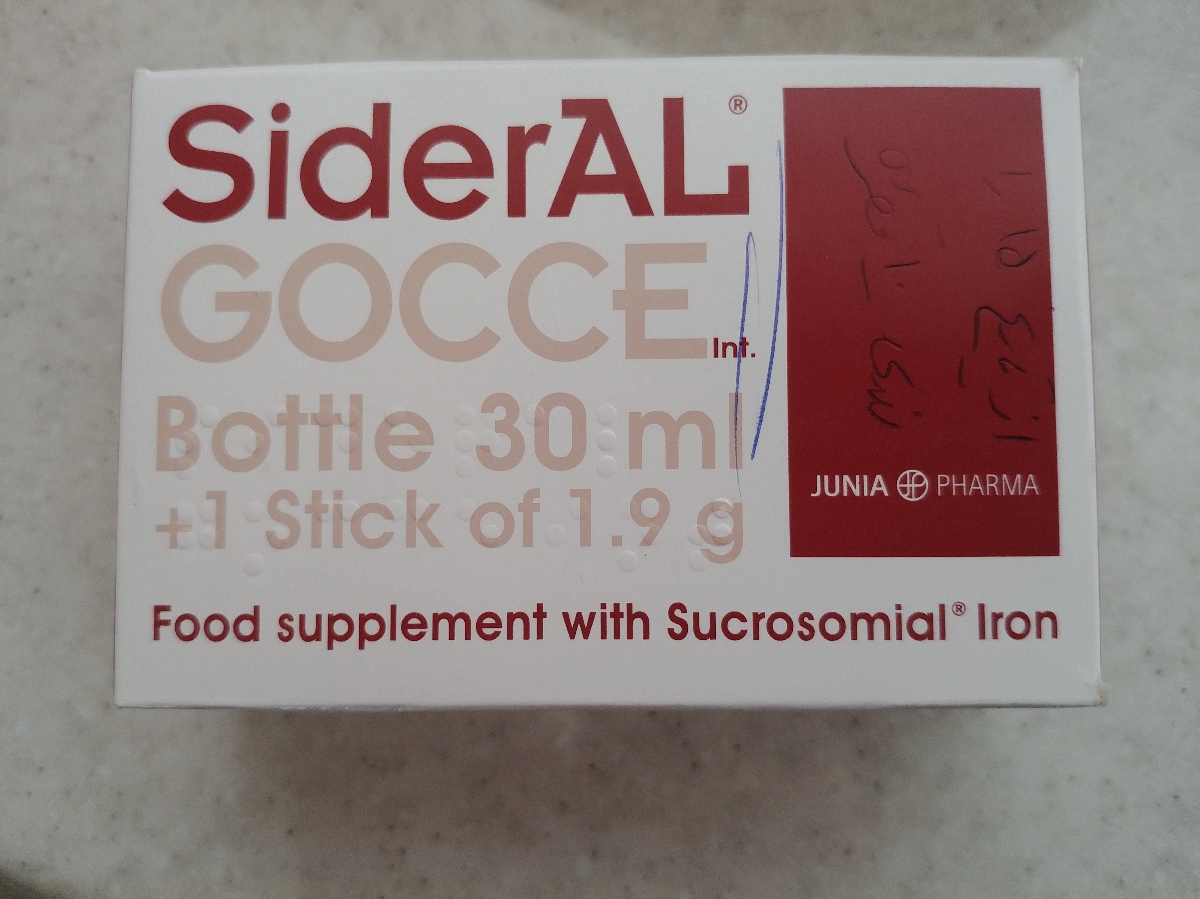 SiderAL®
GOCCE Int.
Bottle 30 ml
+1 Stick of 1.9 g
JUNIA PHARMA
Food supplement with Sucrosomial® Iron